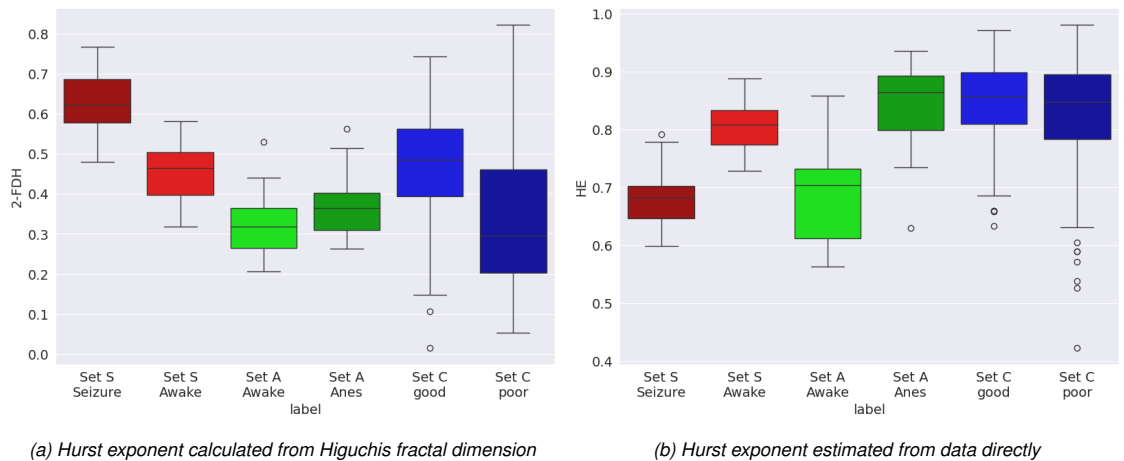 0.8
0.7
0.6
0.5
0.4
0.3
0.2
0.1
0.0
2-FDH
Set S
Seizure
Set S
Awake
Set A
Awake
Set A
Anes
Set C
good
Set C
poor
label
(a) Hurst exponent calculated from Higuchis fractal dimension
1.0
0.9
0.8
0.7
0.6
0.5
0.4
HE
Set S
Seizure
Set S
Awake
Set A
Awake
Set A
Anes
Set C
good
Set C
poor
label
(b) Hurst exponent estimated from data directly